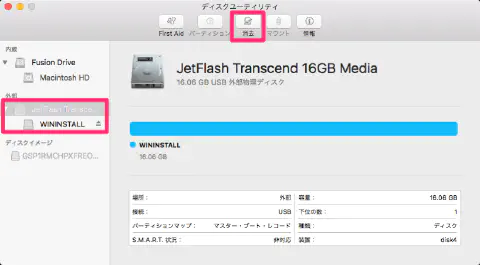 ディスクユーティリティ
First Aid パーティション 消去 マウント 情報
内蔵
Fusion Drive
Macintosh HD
外部
WININSTALL
ディスクイメージ
GSP1RMCHPXFREO...
JetFlash Transcend 16GB Media
16.06 GB USB 外部物理ディスク
WININSTALL
16.06 GB
場所: 外部 容量: 16.06 GB
接続: USB 下位の数: 1
パーティションマップ: マスター・ブート・レコード 種類: ディスク
S.M.A.R.T. 状況: 非対応 装置: disk4